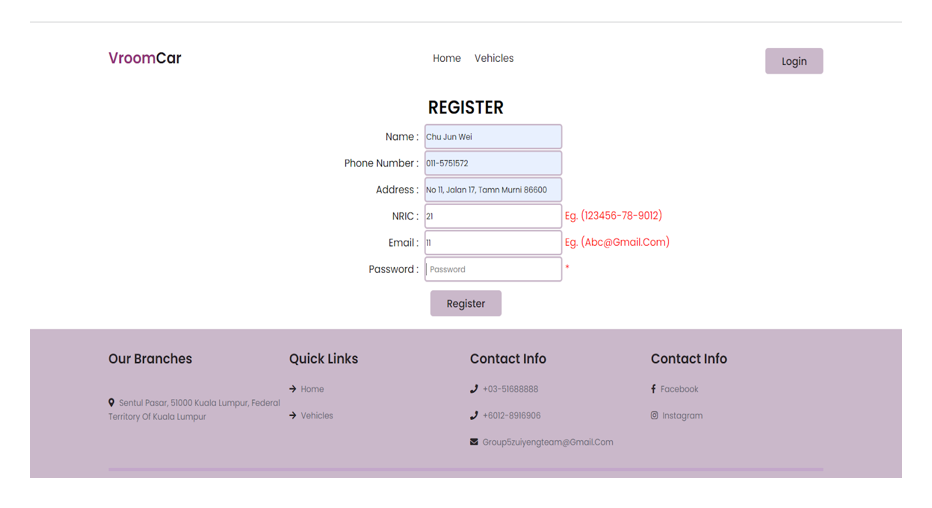 VroomCar Home Vehicles Login
REGISTER
Name : Chu Jun Wei
Phone Number : 011-5751572
Address : No 11, Jalan 17, Tamn Murni 86600
NRIC : 21 Eg. (123456-78-9012)
Email : 11 Eg. (Abc@Gmail.Com)
Password : Password *
Register
Our Branches
Sentul Pasar, 51000 Kuala Lumpur, Federal
Territory Of Kuala Lumpur
Quick Links
Home
Vehicles
Contact Info
+03-51688888
+6012-8916906
Group5zuiyengteam@Gmail.Com
Contact Info
Facebook
Instagram